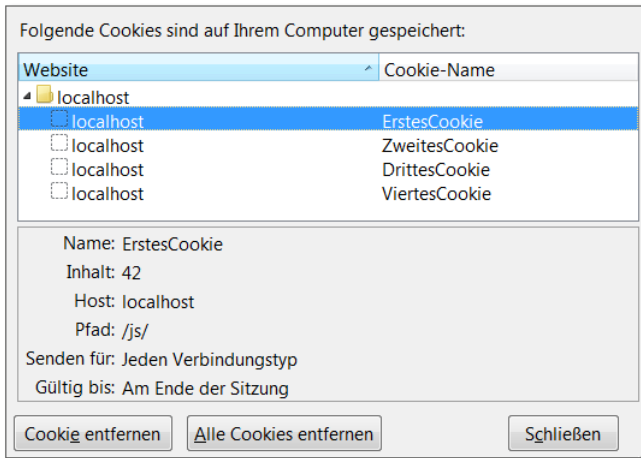 Folgende Cookies sind auf Ihrem Computer gespeichert:
Website Cookie-Name
localhost
localhost ErstesCookie
localhost ZweitesCookie
localhost DrittesCookie
localhost ViertesCookie
Name: ErstesCookie
Inhalt: 42
Host: localhost
Pfad: /js/
Senden für: Jeden Verbindungstyp
Gültig bis: Am Ende der Sitzung
Cookie entfernen Alle Cookies entfernen Schließen